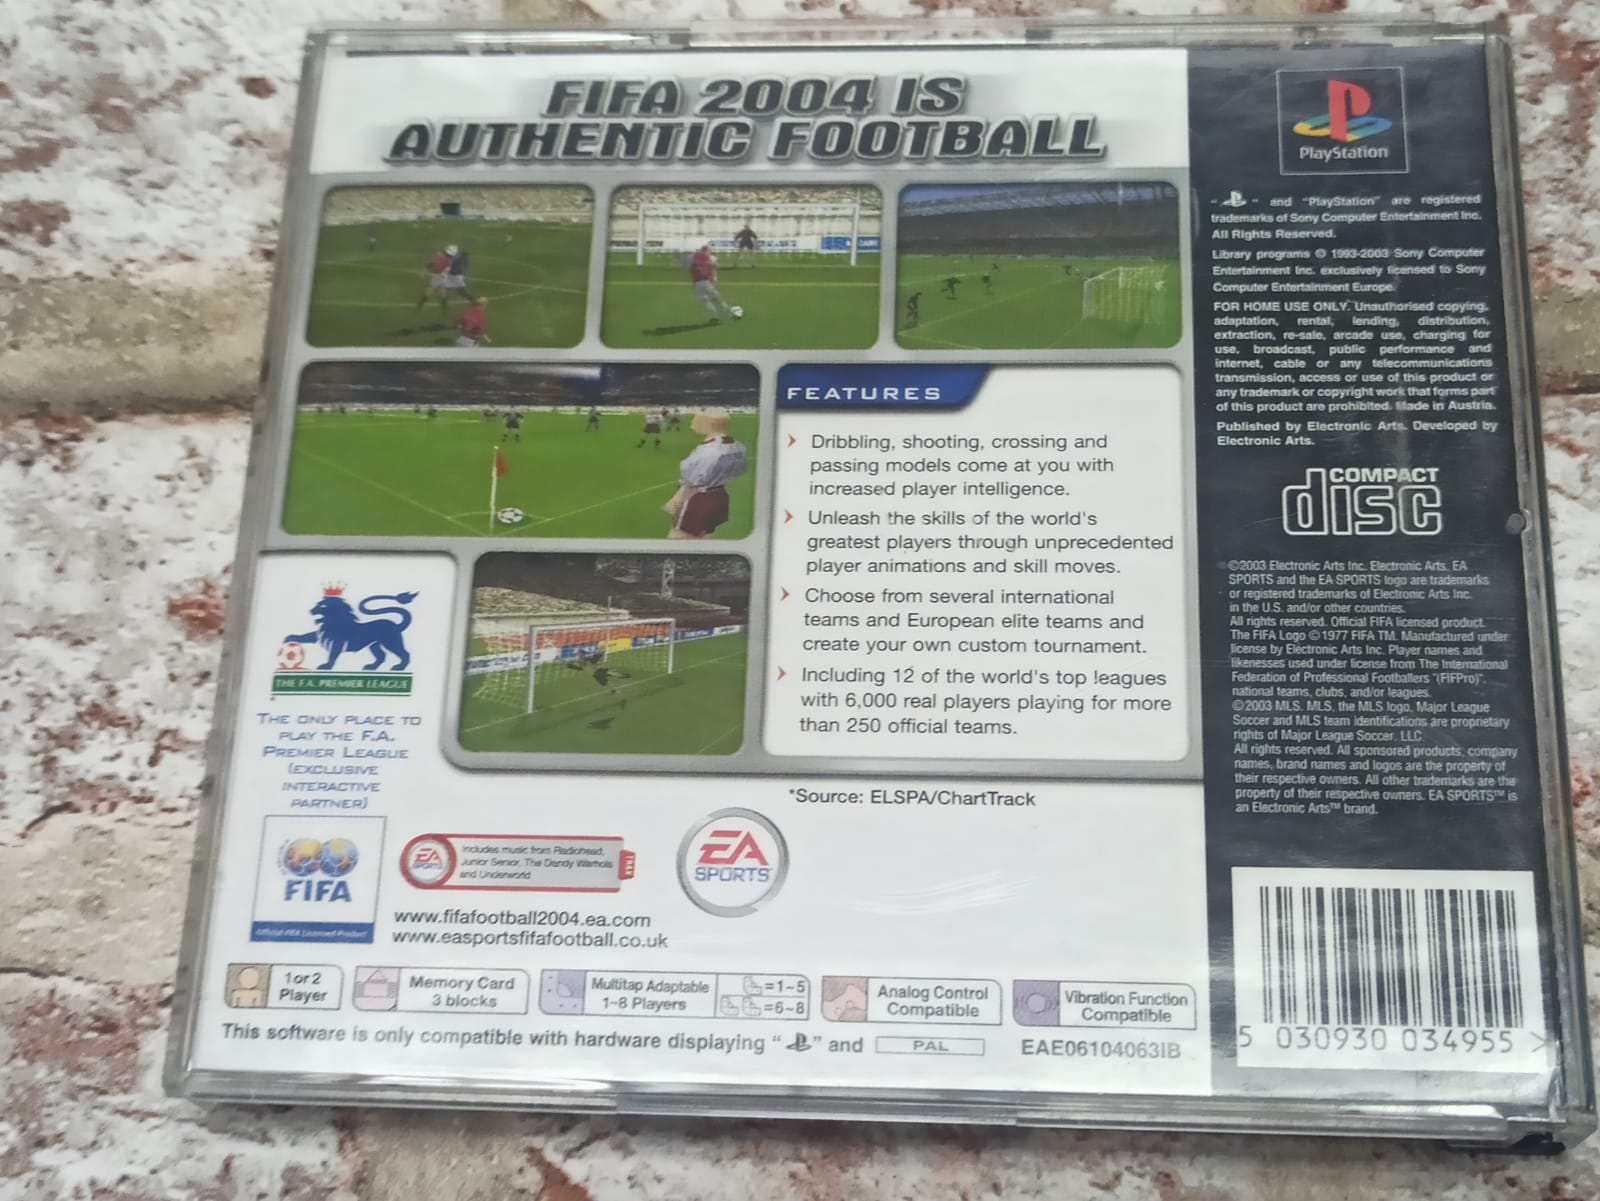 FIFA 2004 IS
AUTHENTIC FOOTBALL
FEATURES
Dribbling, shooting, crossing and
passing models come at you with
increased player intelligence.
Unleash the skills of the world's
greatest players through unprecedented
player animations and skill moves.
Choose from several international
teams and European elite teams and
create your own custom tournament.
Including 12 of the world's top leagues
with 6,000 real players playing for more
than 250 official teams.
*Source: ELSPA/ChartTrack
THE F.A. PREMIER LEAGUE
THE ONLY PLACE TO
PLAY THE F.A.
PREMIER LEAGUE
(EXCLUSIVE
INTERACTIVE
PARTNER)
FIFA
Official FIFA Licensed Product
EA
SPORTS
Includes music from Radiohead,
Junior Senior, The Dandy Warhols
and Underworld
TRAX
EA
SPORTS
www.fifafootball2004.ea.com
www.easportsfifafootball.co.uk
1 or 2
Player
Memory Card
3 blocks
Multitap Adaptable
1~8 Players
=1~5
=6~8
Analog Control
Compatible
Vibration Function
Compatible
This software is only compatible with hardware displaying " " and PAL
EAE06104063IB
PlayStation
" " and "PlayStation" are registered
trademarks of Sony Computer Entertainment Inc.
All Rights Reserved.
Library programs © 1993-2003 Sony Computer
Entertainment Inc. exclusively licensed to Sony
Computer Entertainment Europe.
FOR HOME USE ONLY. Unauthorised copying,
adaptation, rental, lending, distribution,
extraction, re-sale, arcade use, charging for
use, broadcast, public performance and
internet, cable or any telecommunications
transmission, access or use of this product or
any trademark or copyright work that forms part
of this product are prohibited. Made in Austria.
Published by Electronic Arts. Developed by
Electronic Arts.
COMPACT
disc
©2003 Electronic Arts Inc. Electronic Arts, EA
SPORTS and the EA SPORTS logo are trademarks
or registered trademarks of Electronic Arts Inc.
in the U.S. and/or other countries.
All rights reserved. Official FIFA licensed product.
The FIFA Logo ©1977 FIFA TM. Manufactured under
license by Electronic Arts Inc. Player names and
likenesses used under license from The International
Federation of Professional Footballers "(FIFPro)",
national teams, clubs, and/or leagues.
©2003 MLS. MLS, the MLS logo, Major League
Soccer and MLS team identifications are proprietary
rights of Major League Soccer, LLC
All rights reserved. All sponsored products, company
names, brand names and logos are the property of
their respective owners. All other trademarks are the
property of their respective owners. EA SPORTS™ is
an Electronic Arts™ brand.
5 030930 034955 >